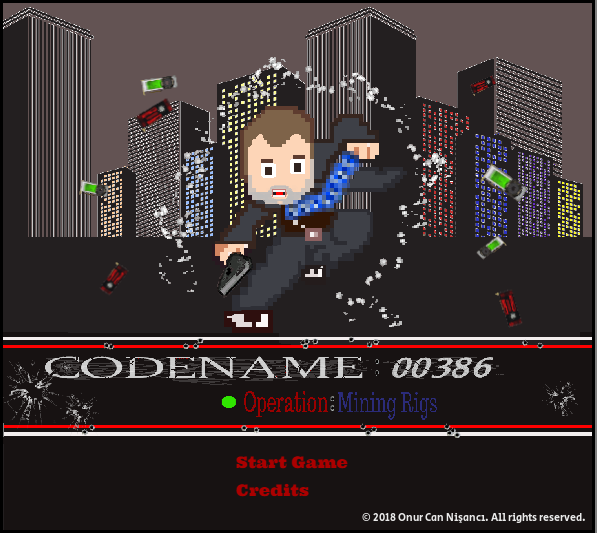 CODENAME : 00386
Operation: Mining Rigs
Start Game
Credits
© 2018 Onur Can Nişancı. All rights reserved.